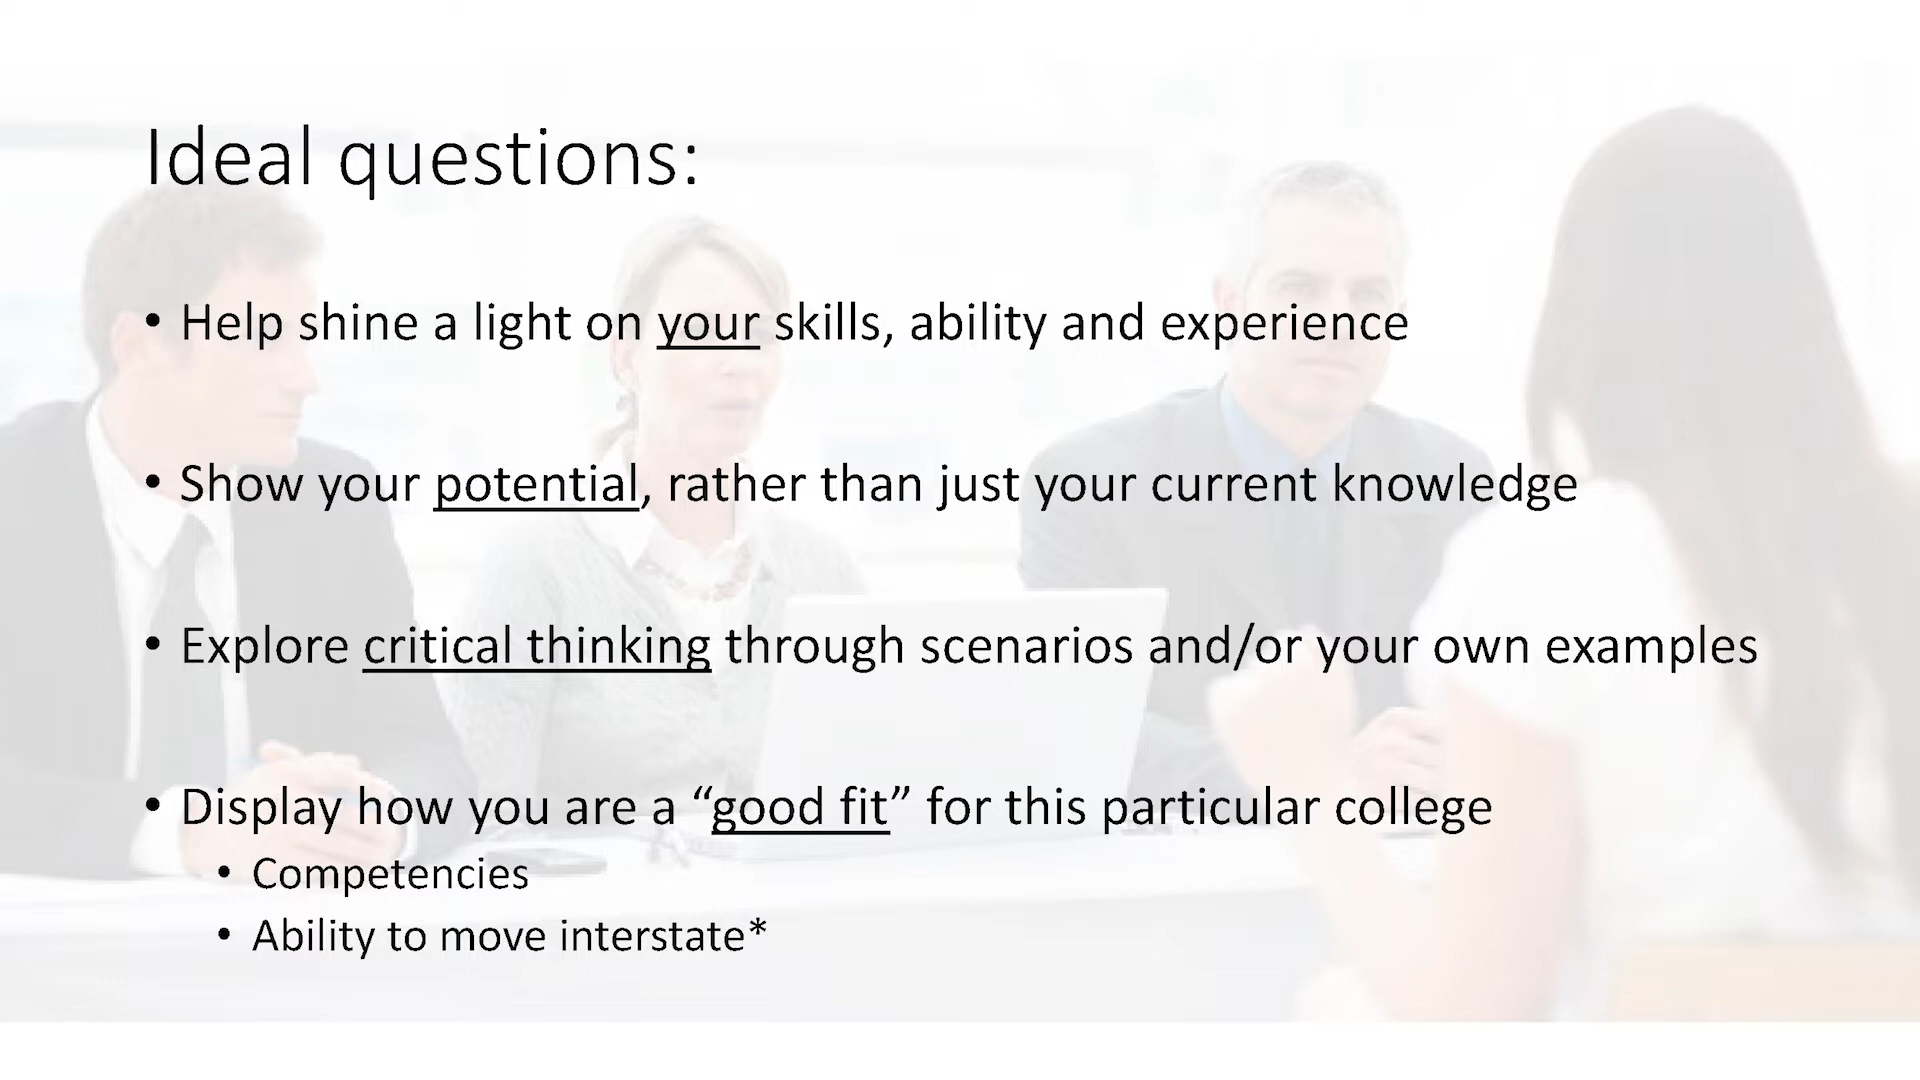 Ideal questions:
• Help shine a light on your skills, ability and experience
• Show your potential, rather than just your current knowledge
• Explore critical thinking through scenarios and/or your own examples
• Display how you are a “good fit” for this particular college
• Competencies
• Ability to move interstate*